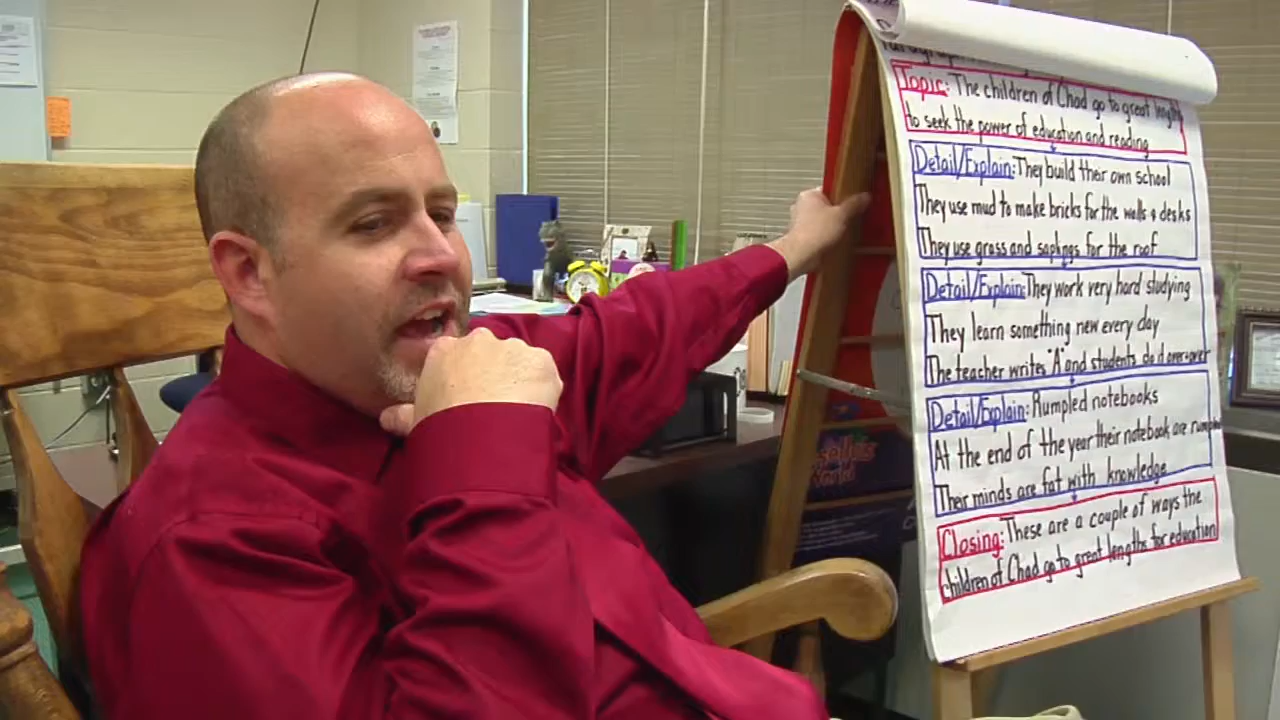 Topic: The children of Chad go to great lengths
to seek the power of education and reading
Detail/Explain: They build their own school
They use mud to make bricks for the walls & desks
They use grass and saplings for the roof
Detail/Explain: They work very hard studying
They learn something new every day
The teacher writes "A" and students do it over+over
Detail/Explain: Rumpled notebooks
At the end of the year their notebook are rumpled
Their minds are fat with knowledge
Closing: These are a couple of ways the
children of Chad go to great lengths for education
World